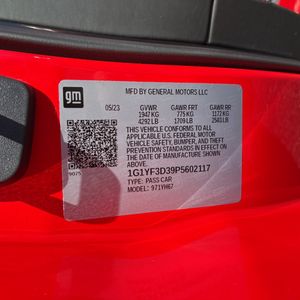 gm
MFD BY GENERAL MOTORS LLC
05/23 GVWR GAWR FRT GAWR RR
1947 KG 775 KG 1172 KG
4292 LB 1709 LB 2583 LB
THIS VEHICLE CONFORMS TO ALL
APPLICABLE U.S. FEDERAL MOTOR
VEHICLE SAFETY, BUMPER, AND THEFT
PREVENTION STANDARDS IN EFFECT ON THE
DATE OF MANUFACTURE SHOWN ABOVE.
1G1YF3D39P5602117
TYPE: PASS CAR
MODEL: 971YH67
9075